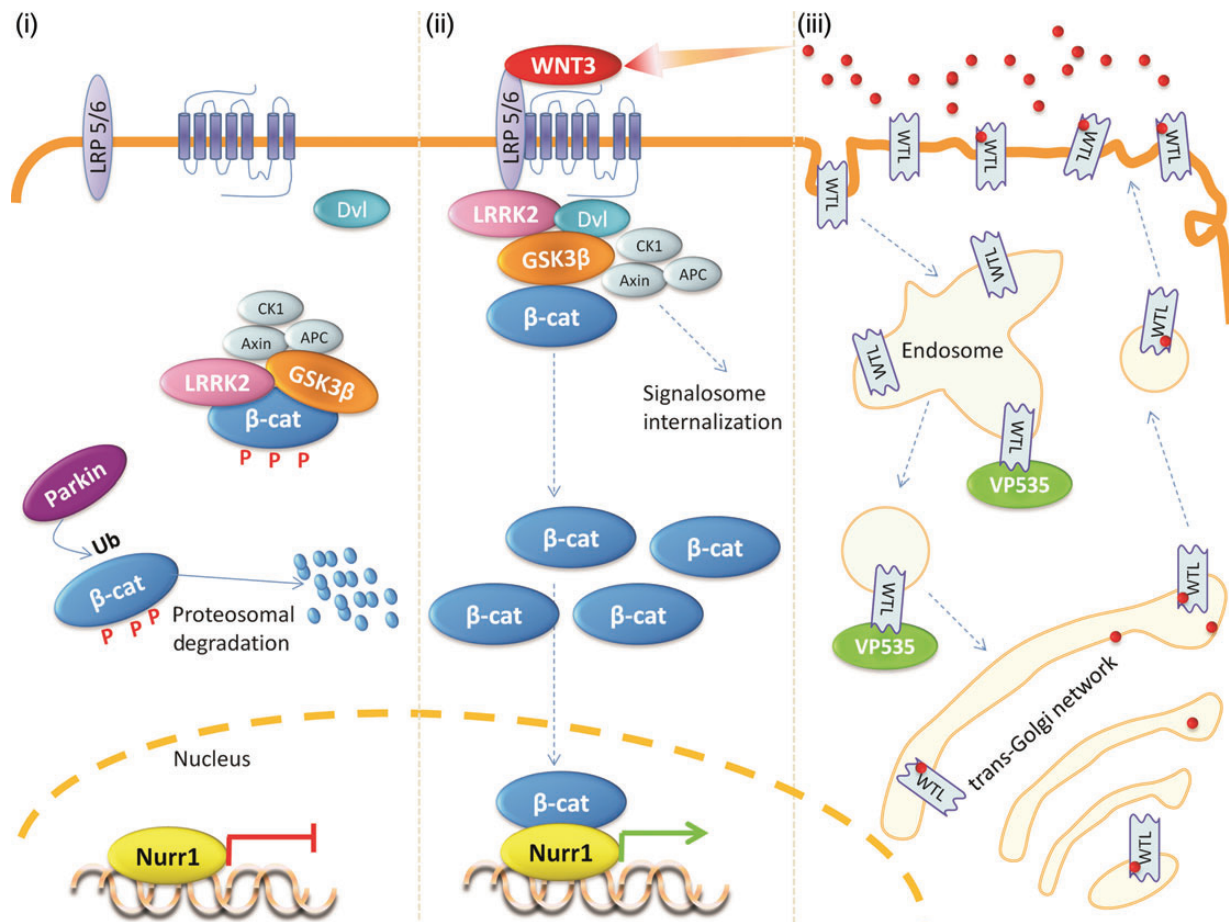 (i)
LRP 5/6
Dvl
CK1
Axin
APC
LRRK2
GSK3β
β-cat
P P P
Parkin
Ub
β-cat
P P P
Proteosomal
degradation
Nucleus
Nurr1
(ii)
WNT3
LRP 5/6
LRRK2
Dvl
GSK3β
CK1
Axin
APC
β-cat
Signalosome
internalization
β-cat
β-cat
β-cat
β-cat
β-cat
Nurr1
(iii)
WTL
WTL
WTL
WTL
WTL
WTL
WTL
Endosome
WTL
WTL
VP535
WTL
WTL
VP535
trans-Golgi network
WTL
WTL